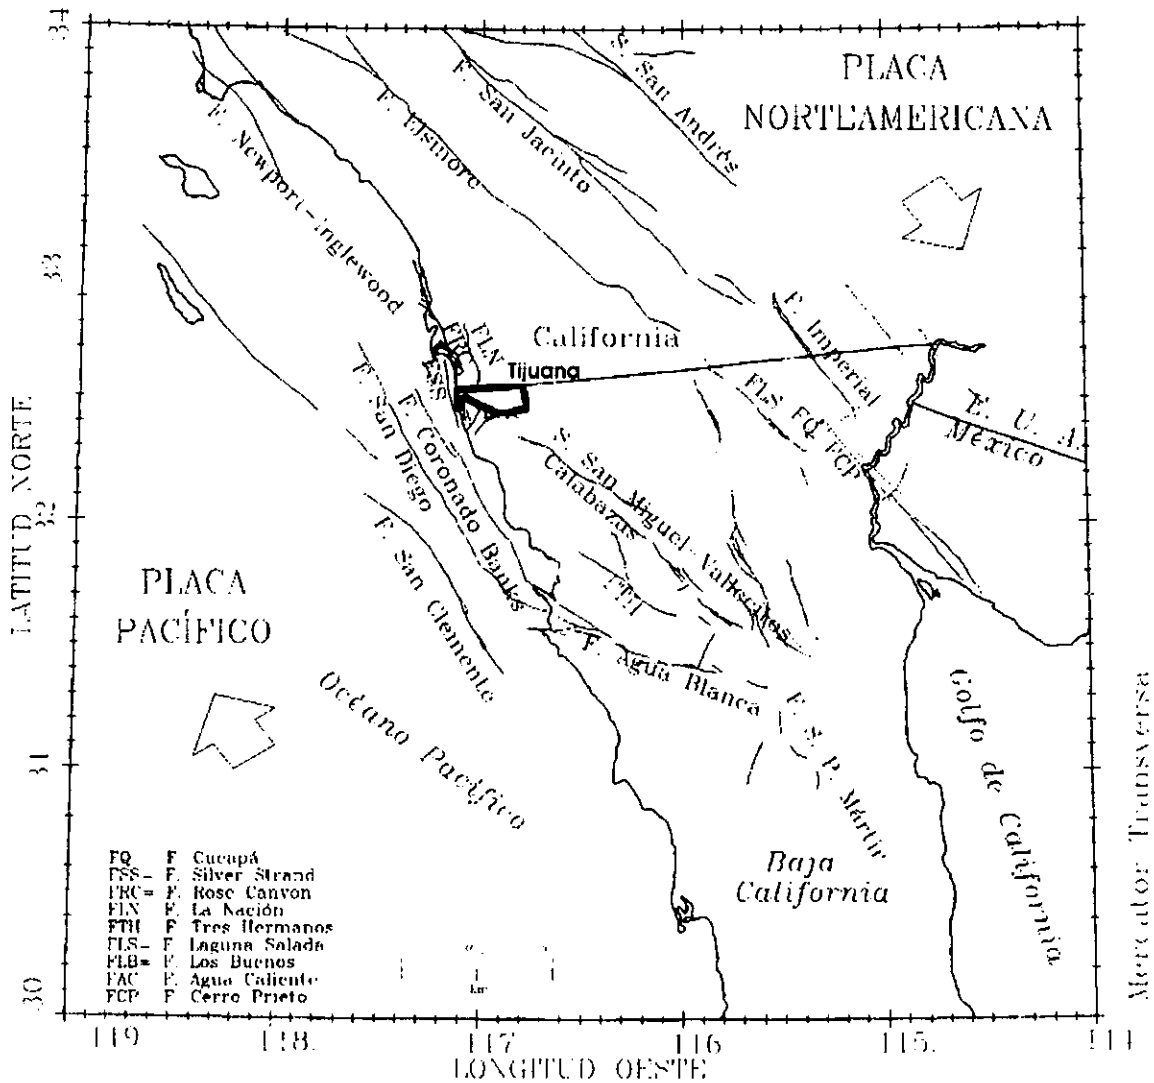 34
33
32
31
30
LATITUD NORTE
119
118.
117
116
115.
114
LONGITUD OESTE
Mercator Transversa
PLACA
NORTEAMERICANA
PLACA
PACÍFICO
S. San Andrés
F. San Jacinto
F. Elsinore
F. Newport-Inglewood
F. Imperial
California
Tijuana
FLN
FSS
FLS FQ FCP
E. U. A.
México
F. San Diego
F. Coronado Banks
F. San Clemente
S. San Miguel-Vallecitos
Calabazas
FTH
F. Agua Blanca
F. S. P. Mártir
Océano Pacífico
Golfo de California
Baja
California
FQ F Cucapá
FSS- F. Silver Strand
FRC= F. Rose Canyon
FLN F. La Nación
FTH F Tres Hermanos
FLS- F Laguna Salada
FLB= F. Los Buenos
FAC F. Agua Caliente
FCP F Cerro Prieto
km